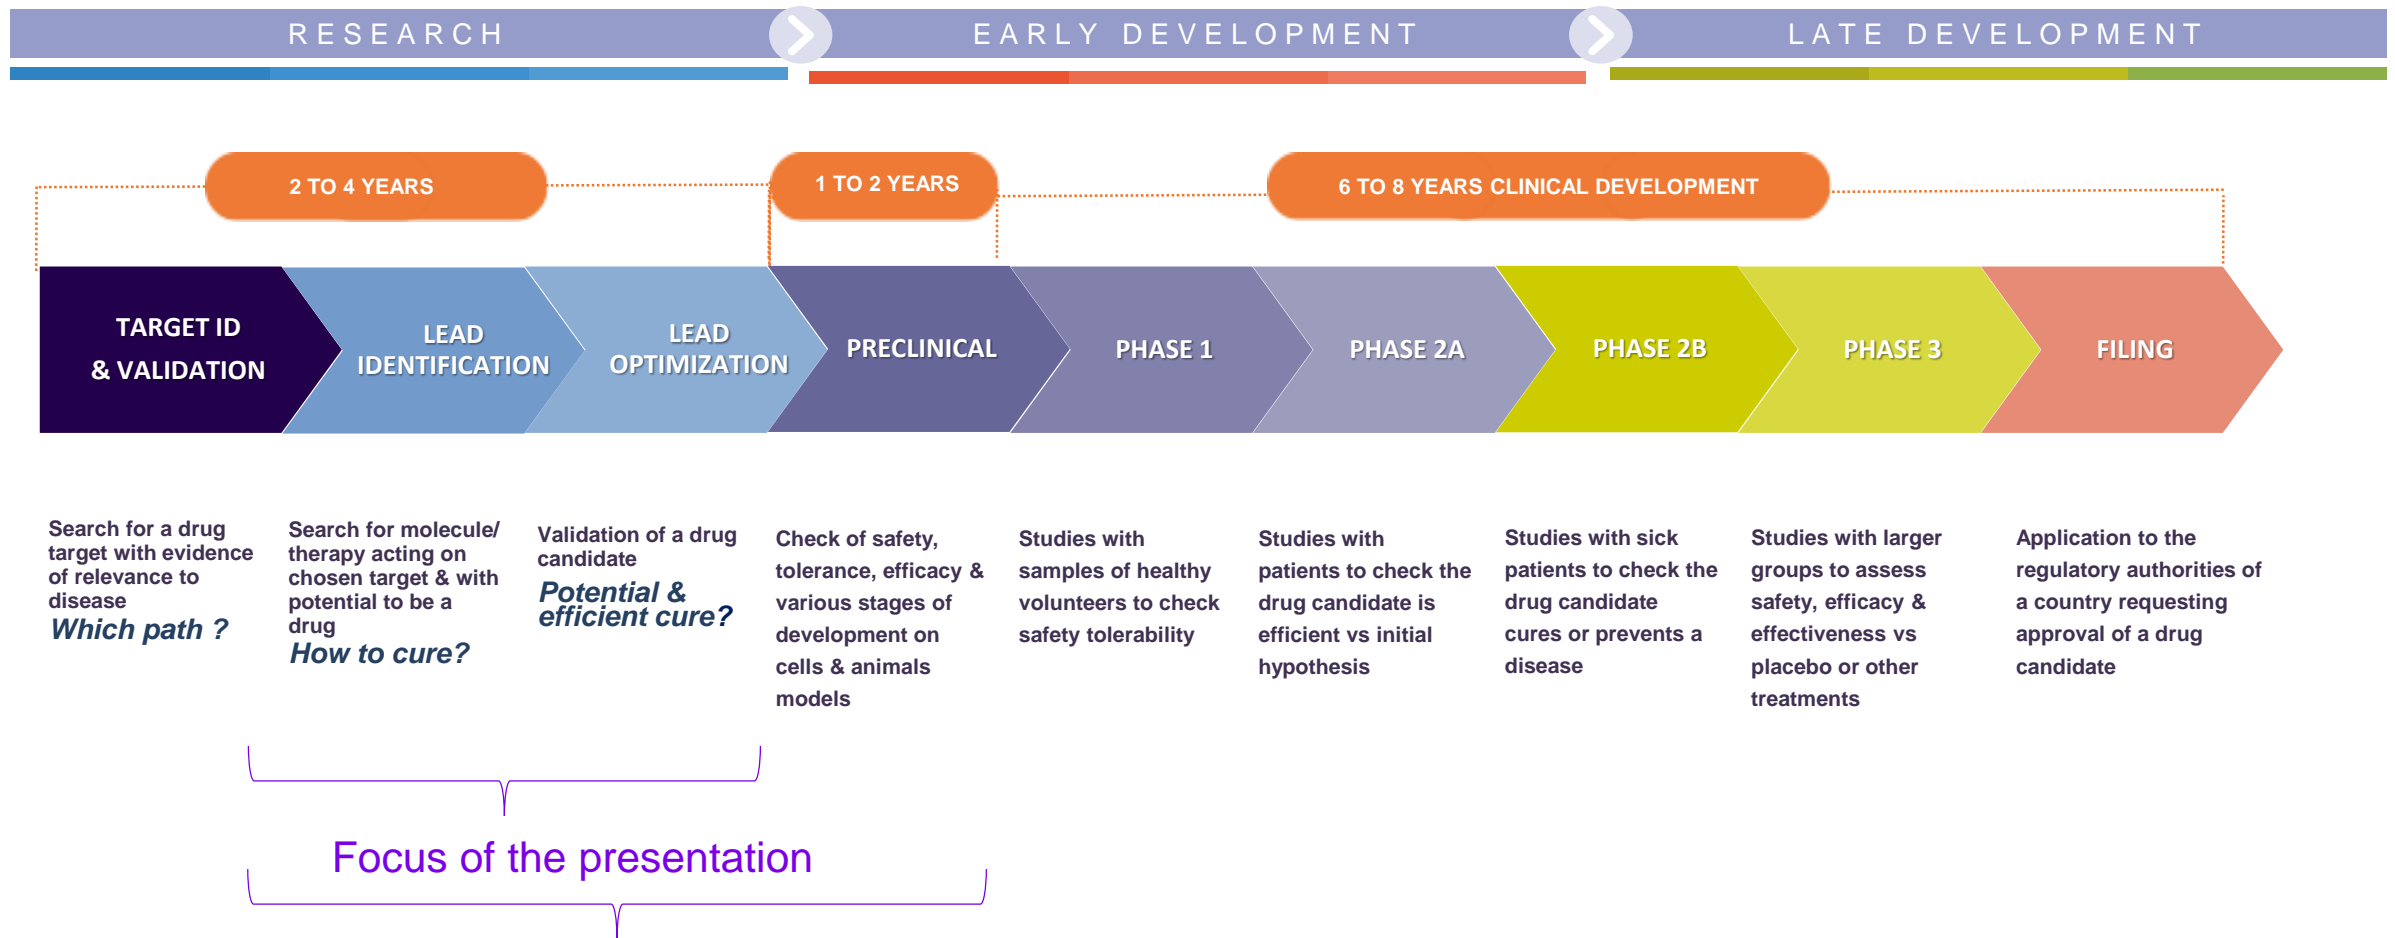 RESEARCH
EARLY DEVELOPMENT
LATE DEVELOPMENT
2 TO 4 YEARS
1 TO 2 YEARS
6 TO 8 YEARS CLINICAL DEVELOPMENT
TARGET ID
& VALIDATION
LEAD
IDENTIFICATION
LEAD
OPTIMIZATION
PRECLINICAL
PHASE 1
PHASE 2A
PHASE 2B
PHASE 3
FILING
Search for a drug
target with evidence
of relevance to
disease
Which path ?
Search for molecule/
therapy acting on
chosen target & with
potential to be a
drug
How to cure?
Validation of a drug
candidate
Potential &
efficient cure?
Check of safety,
tolerance, efficacy &
various stages of
development on
cells & animals
models
Studies with
samples of healthy
volunteers to check
safety tolerability
Studies with
patients to check the
drug candidate is
efficient vs initial
hypothesis
Studies with sick
patients to check the
drug candidate
cures or prevents a
disease
Studies with larger
groups to assess
safety, efficacy &
effectiveness vs
placebo or other
treatments
Application to the
regulatory authorities of
a country requesting
approval of a drug
candidate
Focus of the presentation